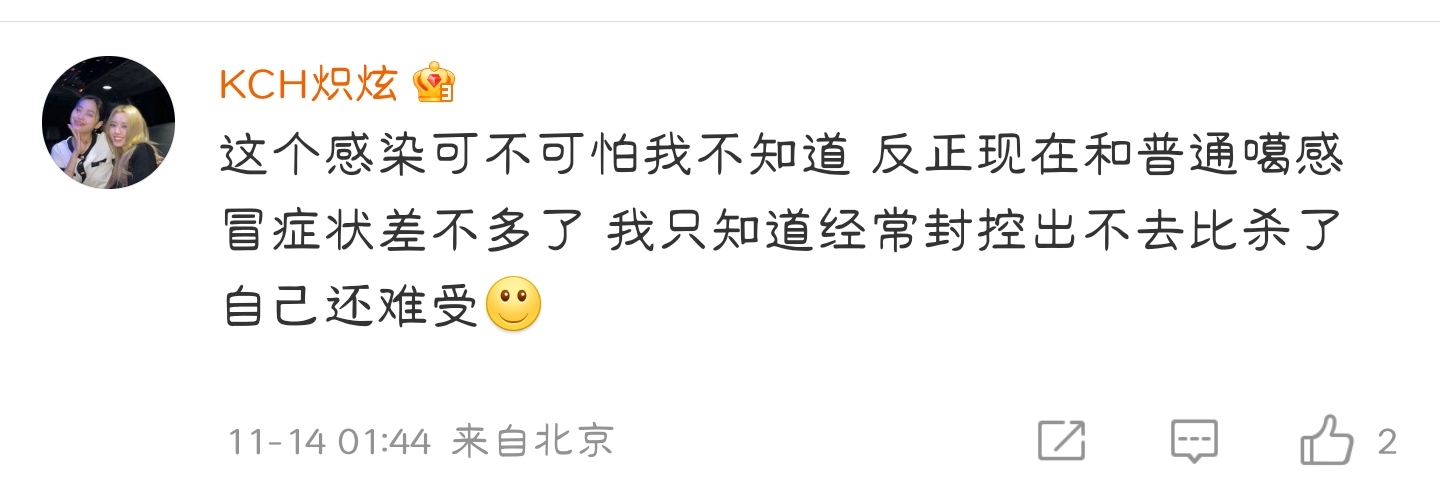 KCH炽炫
这个感染可不可怕我不知道 反正现在和普通噶感
冒症状差不多了 我只知道经常封控出不去比杀了
自己还难受
11-14 01:44 来自北京
2